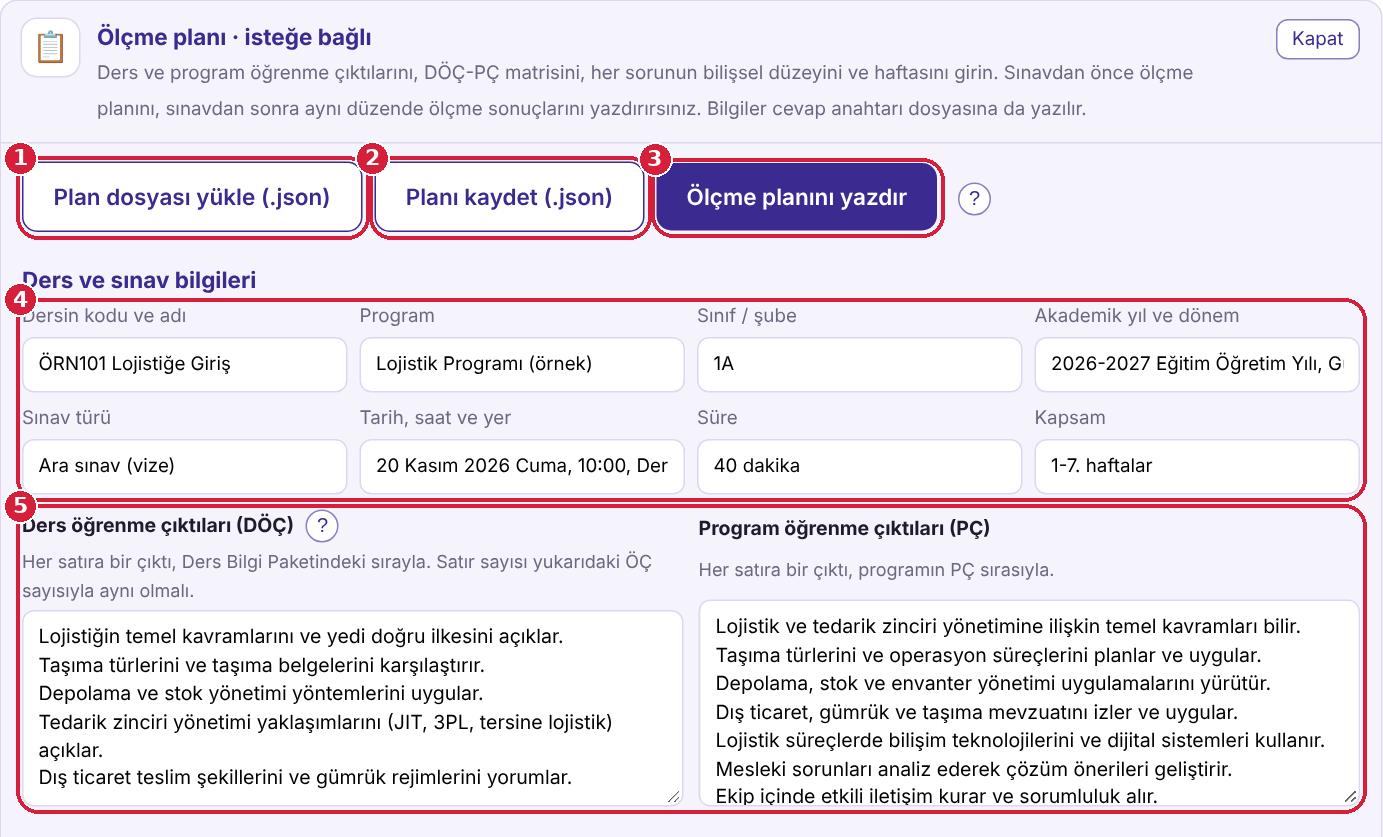 Ölçme planı · isteğe bağlı
Kapat
Ders ve program öğrenme çıktılarını, DÖÇ-PÇ matrisini, her sorunun bilişsel düzeyini ve haftasını girin. Sınavdan önce ölçme
planını, sınavdan sonra aynı düzende ölçme sonuçlarını yazdırırsınız. Bilgiler cevap anahtarı dosyasına da yazılır.
1 2 3
Plan dosyası yükle (.json) Planı kaydet (.json) Ölçme planını yazdır ?
Ders ve sınav bilgileri
4
Dersin kodu ve adı Program Sınıf / şube Akademik yıl ve dönem
ÖRN101 Lojistiğe Giriş Lojistik Programı (örnek) 1A 2026-2027 Eğitim Öğretim Yılı, G
Sınav türü Tarih, saat ve yer Süre Kapsam
Ara sınav (vize) 20 Kasım 2026 Cuma, 10:00, Der 40 dakika 1-7. haftalar
5
Ders öğrenme çıktıları (DÖÇ) ?
Her satıra bir çıktı, Ders Bilgi Paketindeki sırayla. Satır sayısı yukarıdaki ÖÇ
sayısıyla aynı olmalı.
Lojistiğin temel kavramlarını ve yedi doğru ilkesini açıklar.
Taşıma türlerini ve taşıma belgelerini karşılaştırır.
Depolama ve stok yönetimi yöntemlerini uygular.
Tedarik zinciri yönetimi yaklaşımlarını (JIT, 3PL, tersine lojistik)
açıklar.
Dış ticaret teslim şekillerini ve gümrük rejimlerini yorumlar.
Program öğrenme çıktıları (PÇ)
Her satıra bir çıktı, programın PÇ sırasıyla.
Lojistik ve tedarik zinciri yönetimine ilişkin temel kavramları bilir.
Taşıma türlerini ve operasyon süreçlerini planlar ve uygular.
Depolama, stok ve envanter yönetimi uygulamalarını yürütür.
Dış ticaret, gümrük ve taşıma mevzuatını izler ve uygular.
Lojistik süreçlerde bilişim teknolojilerini ve dijital sistemleri kullanır.
Mesleki sorunları analiz ederek çözüm önerileri geliştirir.
Ekip içinde etkili iletişim kurar ve sorumluluk alır.